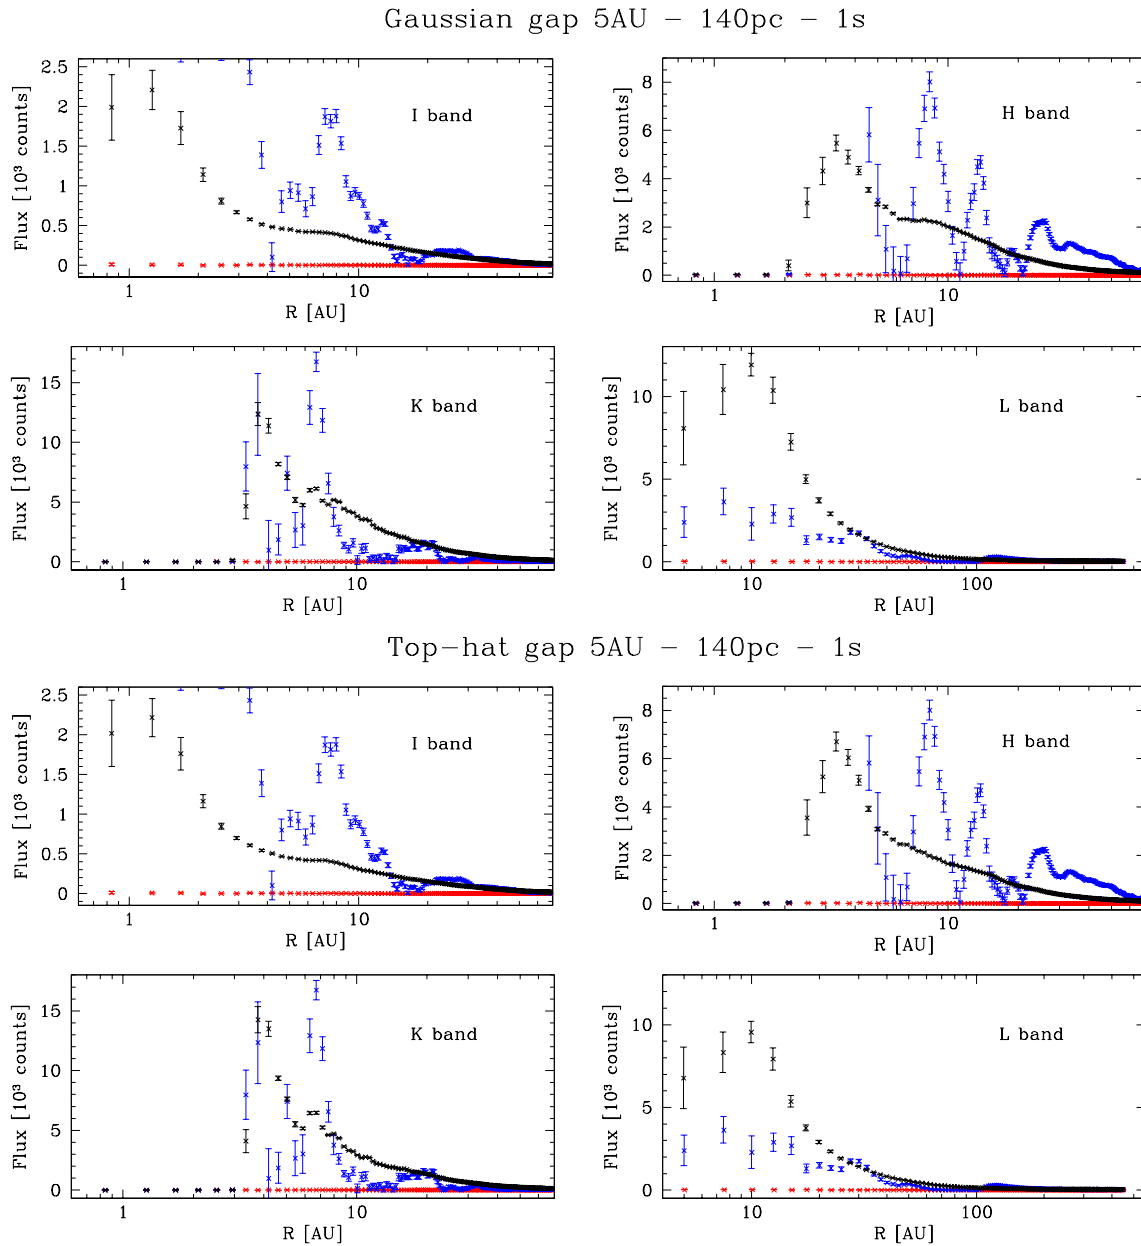 Gaussian gap 5AU − 140pc − 1s
Flux [10³ counts]
2.5
2
1.5
1
0.5
0
I band
10
R [AU]
Flux [10³ counts]
8
6
4
2
0
H band
1
10
R [AU]
Flux [10³ counts]
15
10
5
0
K band
1
10
R [AU]
Flux [10³ counts]
10
5
0
L band
10
100
R [AU]
Top−hat gap 5AU − 140pc − 1s
Flux [10³ counts]
2.5
2
1.5
1
0.5
0
I band
10
R [AU]
Flux [10³ counts]
8
6
4
2
0
H band
1
10
R [AU]
Flux [10³ counts]
15
10
5
0
K band
1
10
R [AU]
Flux [10³ counts]
10
5
0
L band
10
100
R [AU]